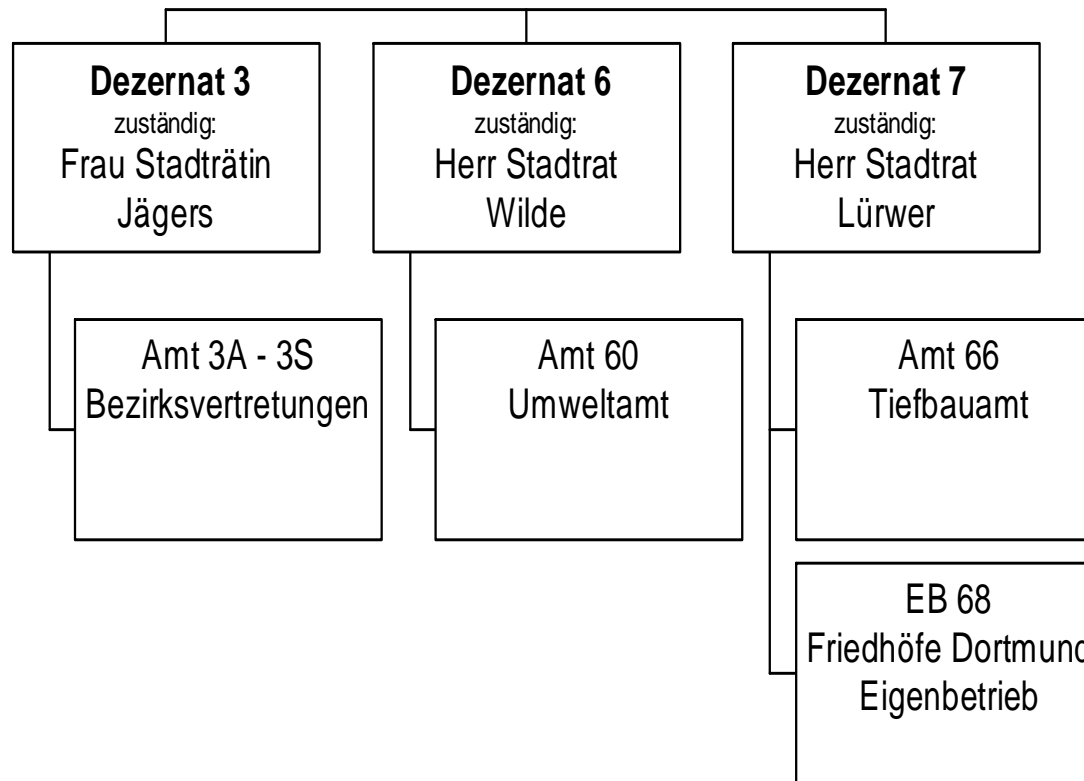 Dezernat 3
zuständig:
Frau Stadträtin
Jägers
Dezernat 6
zuständig:
Herr Stadtrat
Wilde
Dezernat 7
zuständig:
Herr Stadtrat
Lürwer
Amt 3A - 3S
Bezirksvertretungen
Amt 60
Umweltamt
Amt 66
Tiefbauamt
EB 68
Friedhöfe Dortmund
Eigenbetrieb